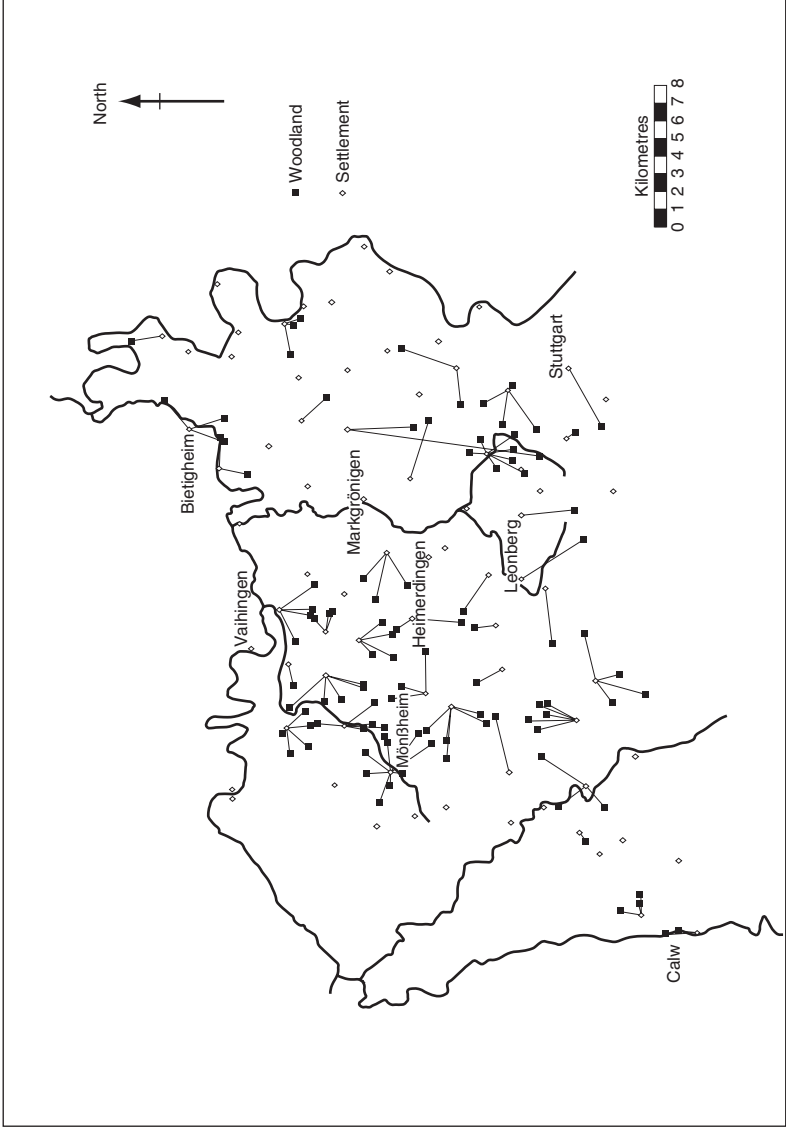 North
Woodland
Settlement
Bietigheim
Vaihingen
Markgrönigen
Heimerdingen
Mönßheim
Leonberg
Stuttgart
Calw
Kilometres
0 1 2 3 4 5 6 7 8